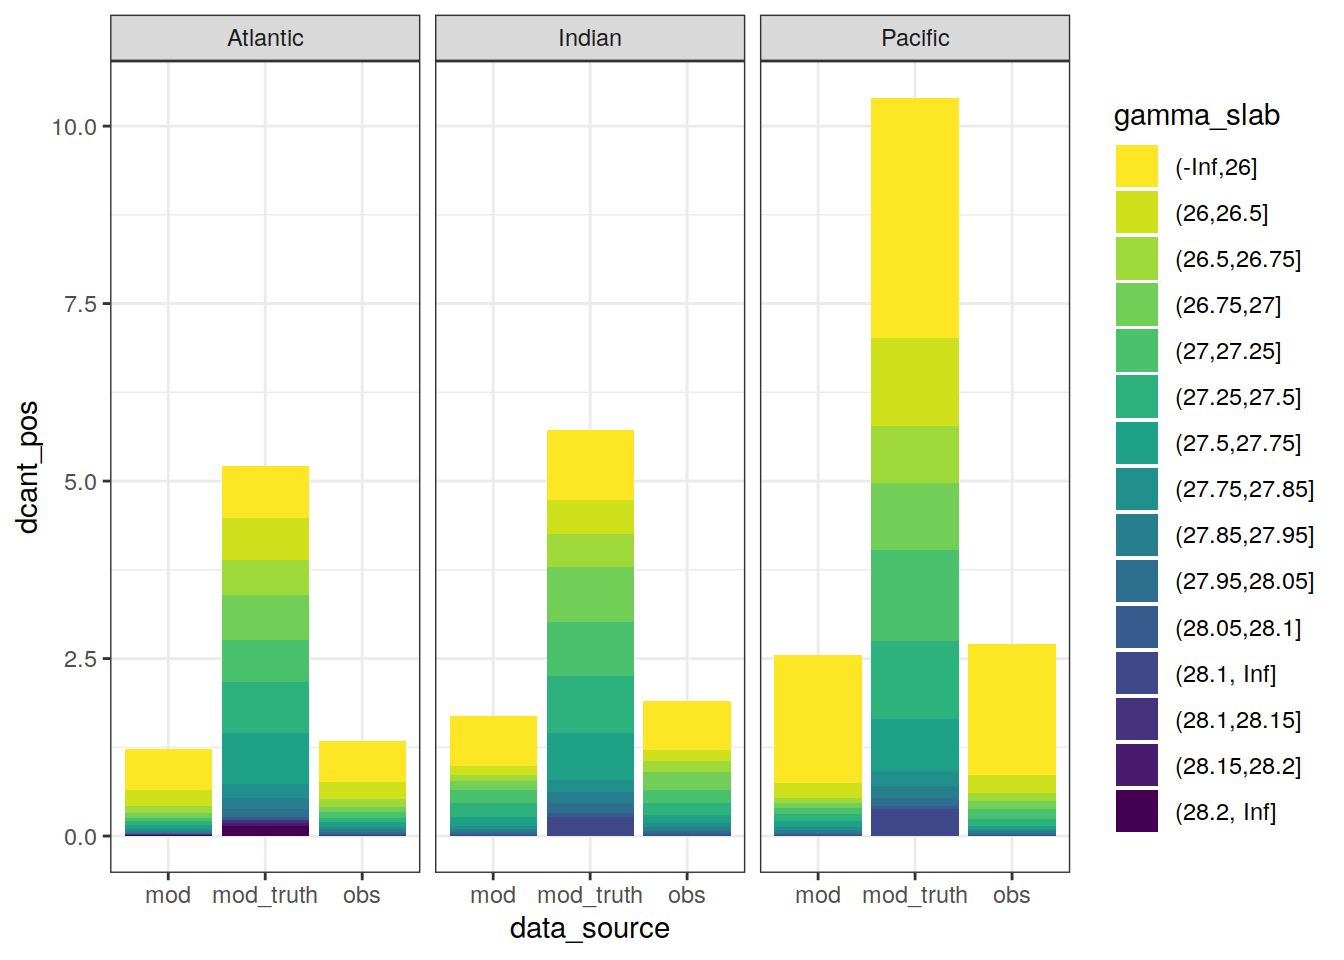 Atlantic
Indian
Pacific
dcant_pos
10.0
7.5
5.0
2.5
0.0
mod mod_truth obs
mod mod_truth obs
mod mod_truth obs
data_source
gamma_slab
(-Inf,26]
(26,26.5]
(26.5,26.75]
(26.75,27]
(27,27.25]
(27.25,27.5]
(27.5,27.75]
(27.75,27.85]
(27.85,27.95]
(27.95,28.05]
(28.05,28.1]
(28.1, Inf]
(28.1,28.15]
(28.15,28.2]
(28.2, Inf]